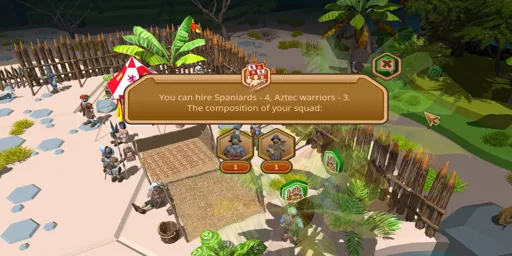 You can hire Spaniards - 4, Aztec warriors - 3.
The composition of your squad:
1
1